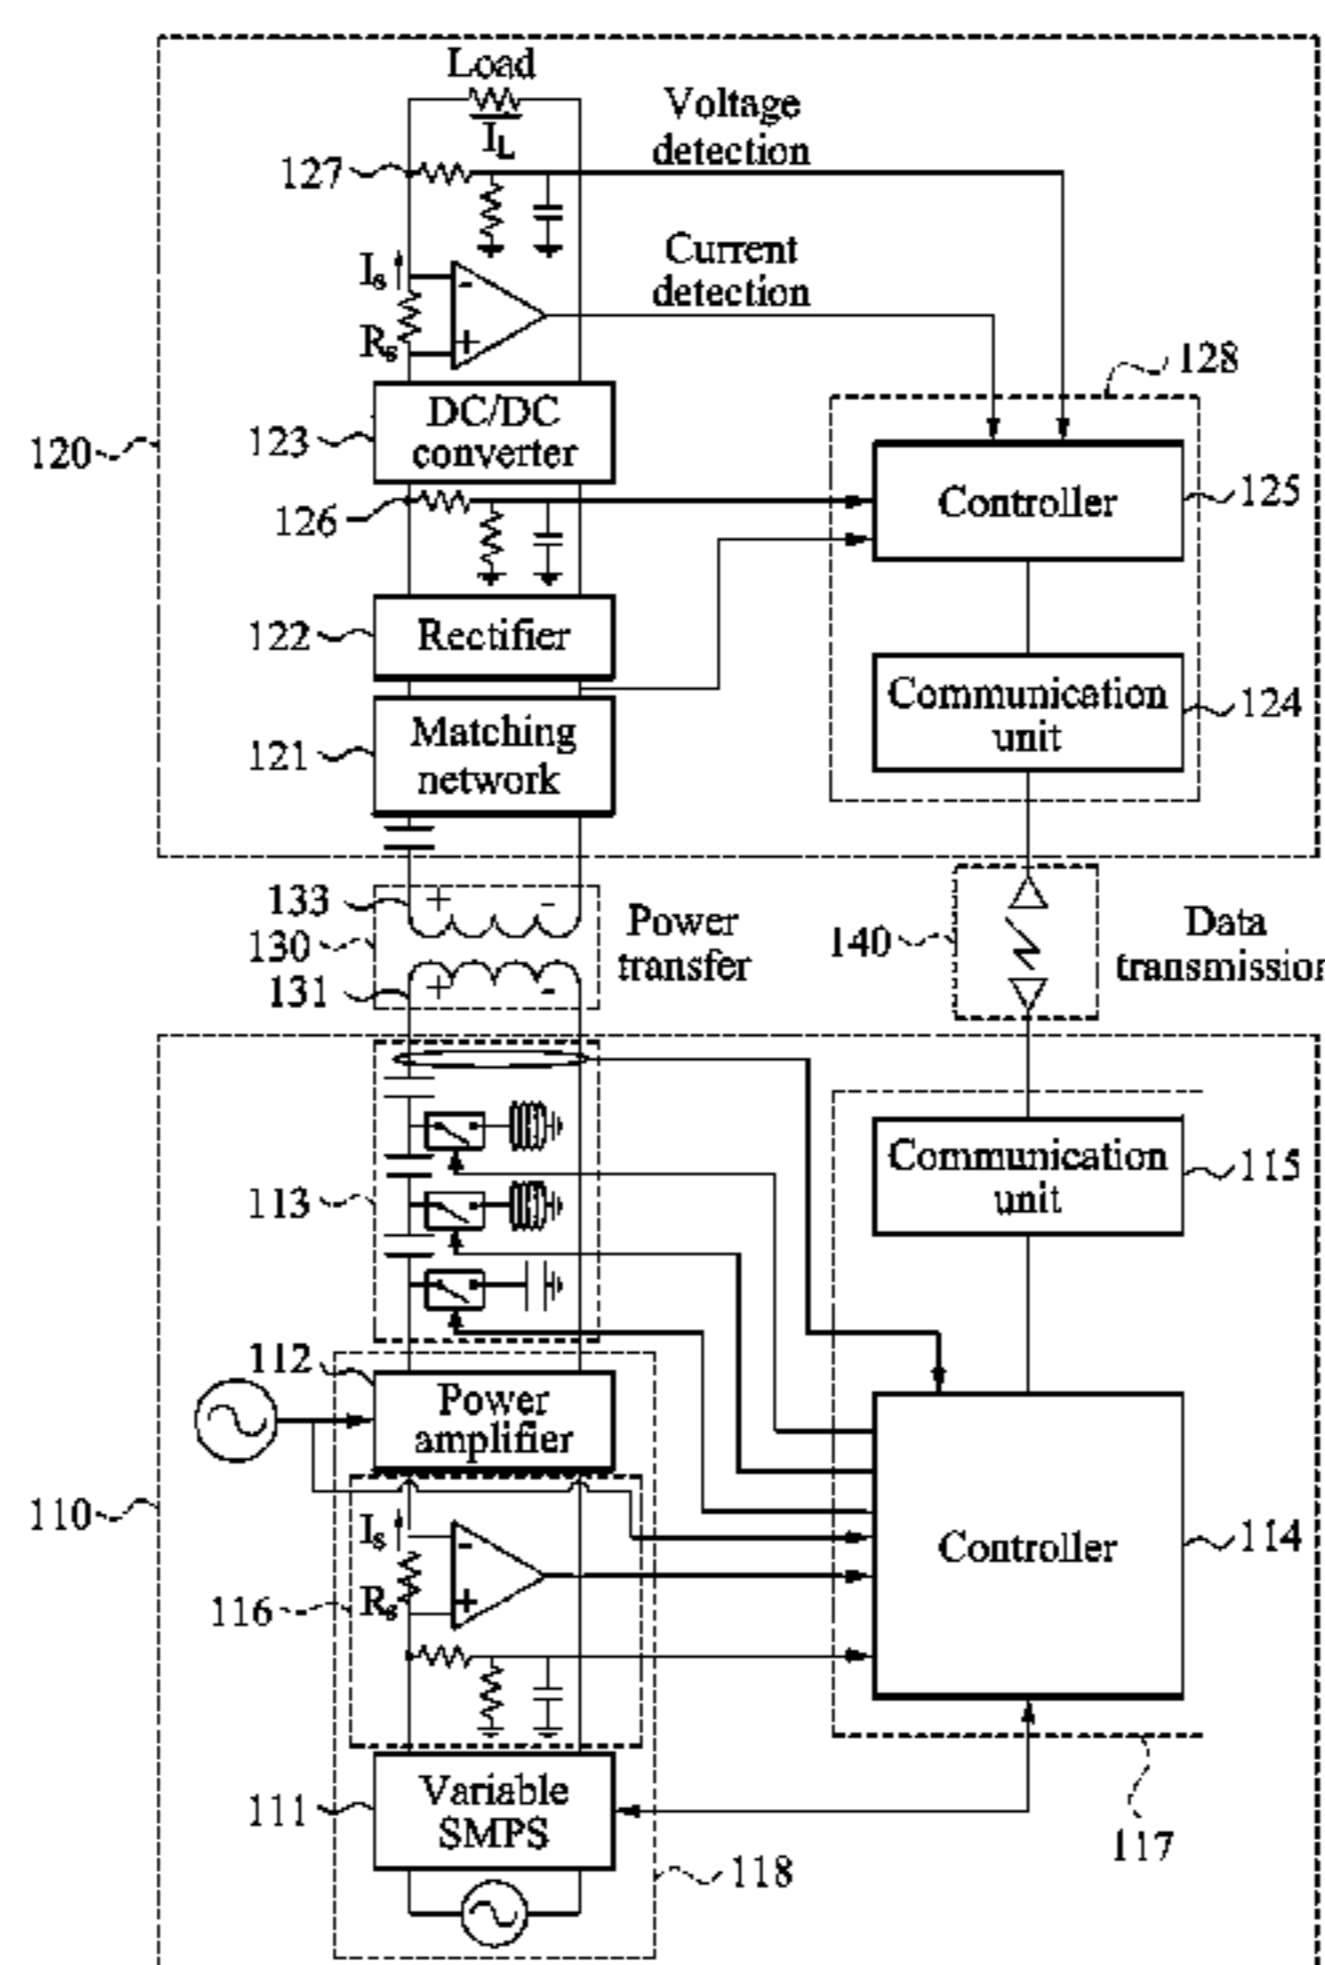 Load
I_L
Voltage
detection
127
Current
detection
I_s
-
R_s
+
128
DC/DC
converter
123
120
Controller
125
126
Rectifier
122
Communication
unit
124
Matching
network
121
133
+ -
130
Power
transfer
131
+ -
140
Data
transmission
Communication
unit
115
113
112
Power
amplifier
110
I_s
-
R_s
+
116
Controller
114
Variable
SMPS
111
117
118